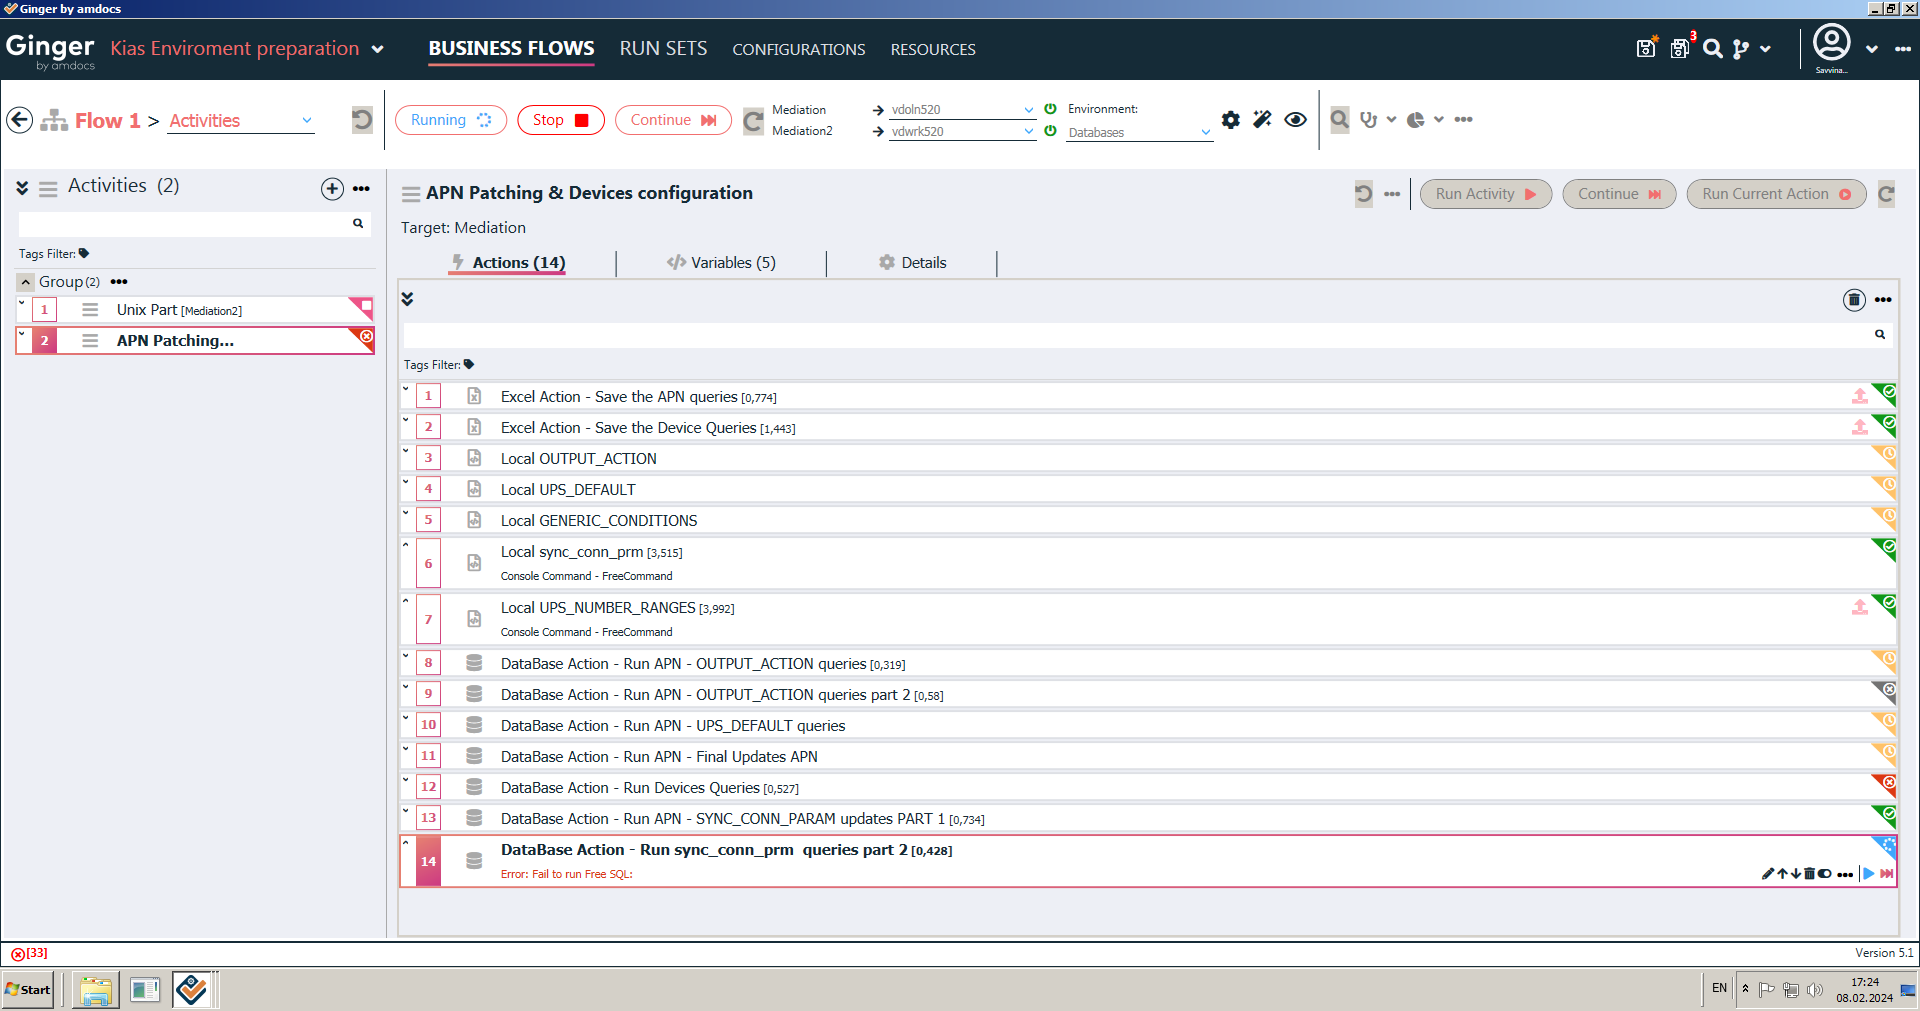 Ginger by amdocs
Ginger
by amdocs
Kias Enviroment preparation
BUSINESS FLOWS
RUN SETS
CONFIGURATIONS
RESOURCES
3
Savvina...
Flow 1 > Activities
Running
Stop
Continue
Mediation
vdoln520
Mediation2
vdwrk520
Environment:
Databases
Activities (2)
Tags Filter:
Group (2)
1 Unix Part [Mediation2]
2 APN Patching...
APN Patching & Devices configuration
Run Activity
Continue
Run Current Action
Target: Mediation
Actions (14)
Variables (5)
Details
Tags Filter:
1 Excel Action - Save the APN queries [0,774]
2 Excel Action - Save the Device Queries [1,443]
3 Local OUTPUT_ACTION
4 Local UPS_DEFAULT
5 Local GENERIC_CONDITIONS
6 Local sync_conn_prm [3,515]
Console Command - FreeCommand
7 Local UPS_NUMBER_RANGES [3,992]
Console Command - FreeCommand
8 DataBase Action - Run APN - OUTPUT_ACTION queries [0,319]
9 DataBase Action - Run APN - OUTPUT_ACTION queries part 2 [0,58]
10 DataBase Action - Run APN - UPS_DEFAULT queries
11 DataBase Action - Run APN - Final Updates APN
12 DataBase Action - Run Devices Queries [0,527]
13 DataBase Action - Run APN - SYNC_CONN_PARAM updates PART 1 [0,734]
14 DataBase Action - Run sync_conn_prm  queries part 2 [0,428]
Error: Fail to run Free SQL:
[33]
Version 5.1
Start
EN
17:24
08.02.2024